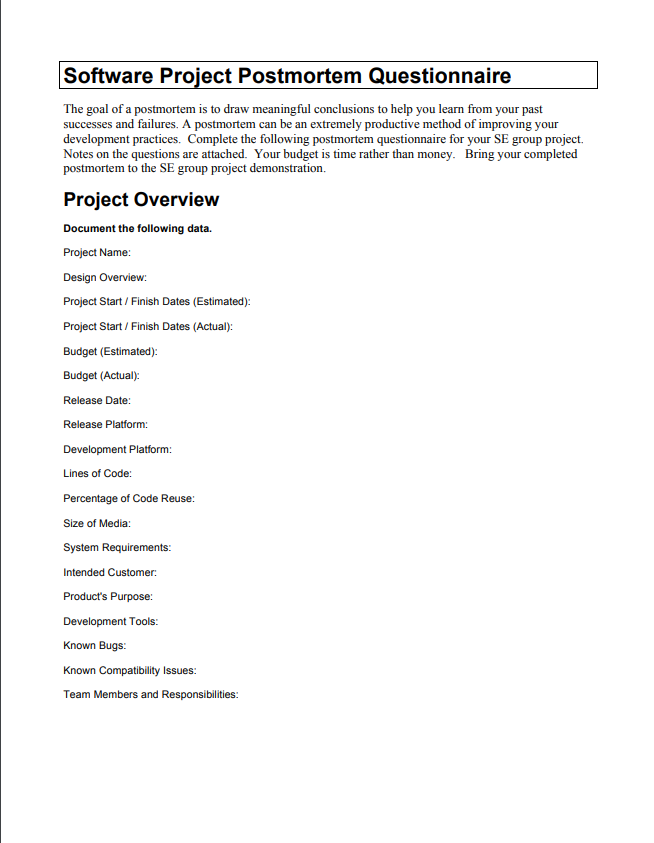 Software Project Postmortem Questionnaire
The goal of a postmortem is to draw meaningful conclusions to help you learn from your past
successes and failures. A postmortem can be an extremely productive method of improving your
development practices.  Complete the following postmortem questionnaire for your SE group project.
Notes on the questions are attached.  Your budget is time rather than money.   Bring your completed
postmortem to the SE group project demonstration.
Project Overview
Document the following data.
Project Name:
Design Overview:
Project Start / Finish Dates (Estimated):
Project Start / Finish Dates (Actual):
Budget (Estimated):
Budget (Actual):
Release Date:
Release Platform:
Development Platform:
Lines of Code:
Percentage of Code Reuse:
Size of Media:
System Requirements:
Intended Customer:
Product's Purpose:
Development Tools:
Known Bugs:
Known Compatibility Issues:
Team Members and Responsibilities: